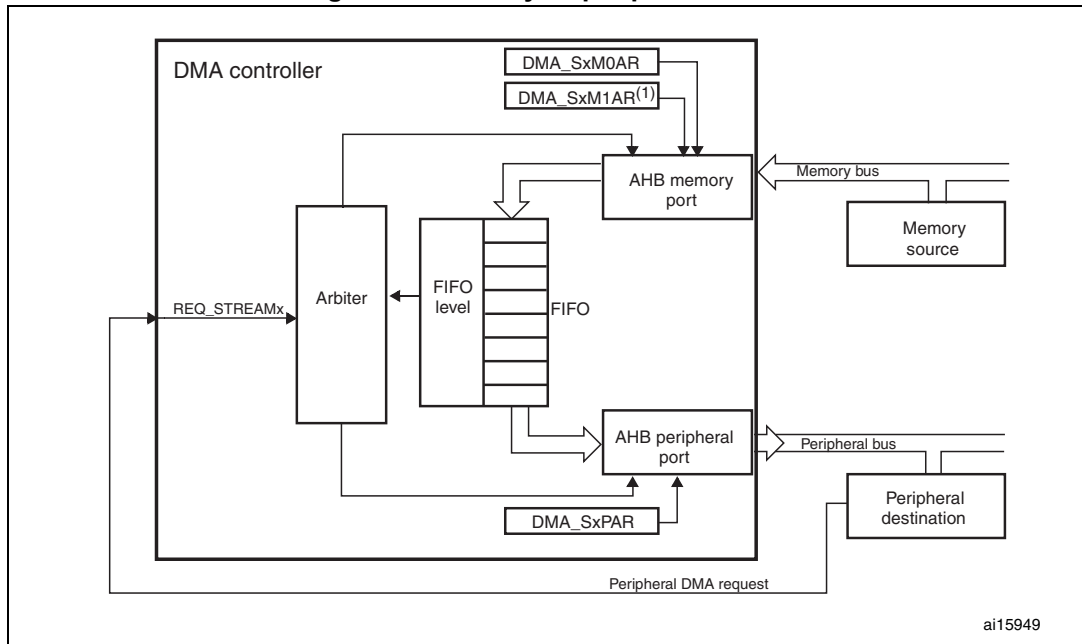 DMA controller
DMA_SxM0AR
DMA_SxM1AR(1)
AHB memory
port
Memory bus
Memory
source
REQ_STREAMx
Arbiter
FIFO
level
FIFO
AHB peripheral
port
Peripheral bus
DMA_SxPAR
Peripheral
destination
Peripheral DMA request
ai15949